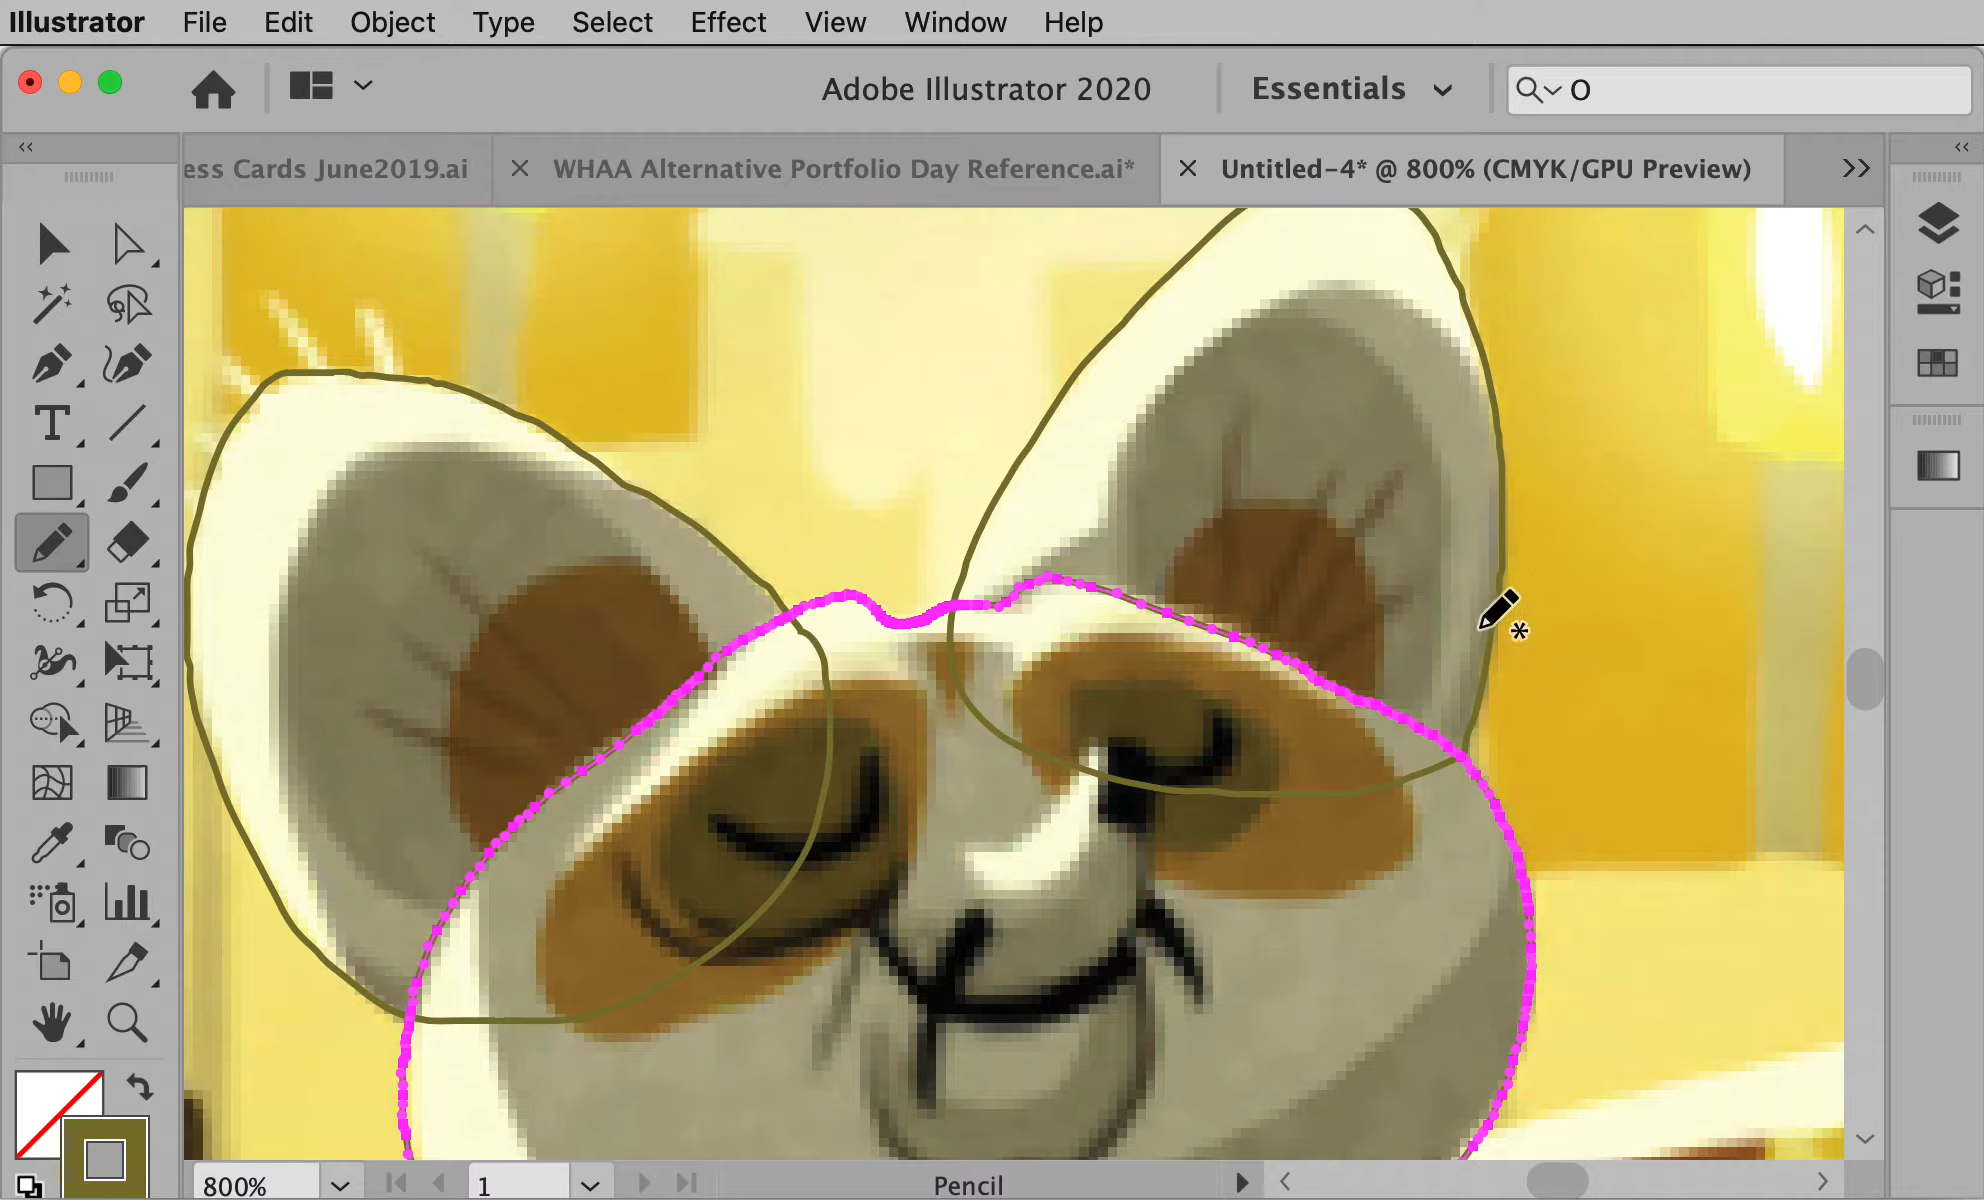 Illustrator File Edit Object Type Select Effect View Window Help
Adobe Illustrator 2020 Essentials O
ess Cards June2019.ai × WHAA Alternative Portfolio Day Reference.ai* × Untitled-4* @ 800% (CMYK/GPU Preview)
800% 1 Pencil